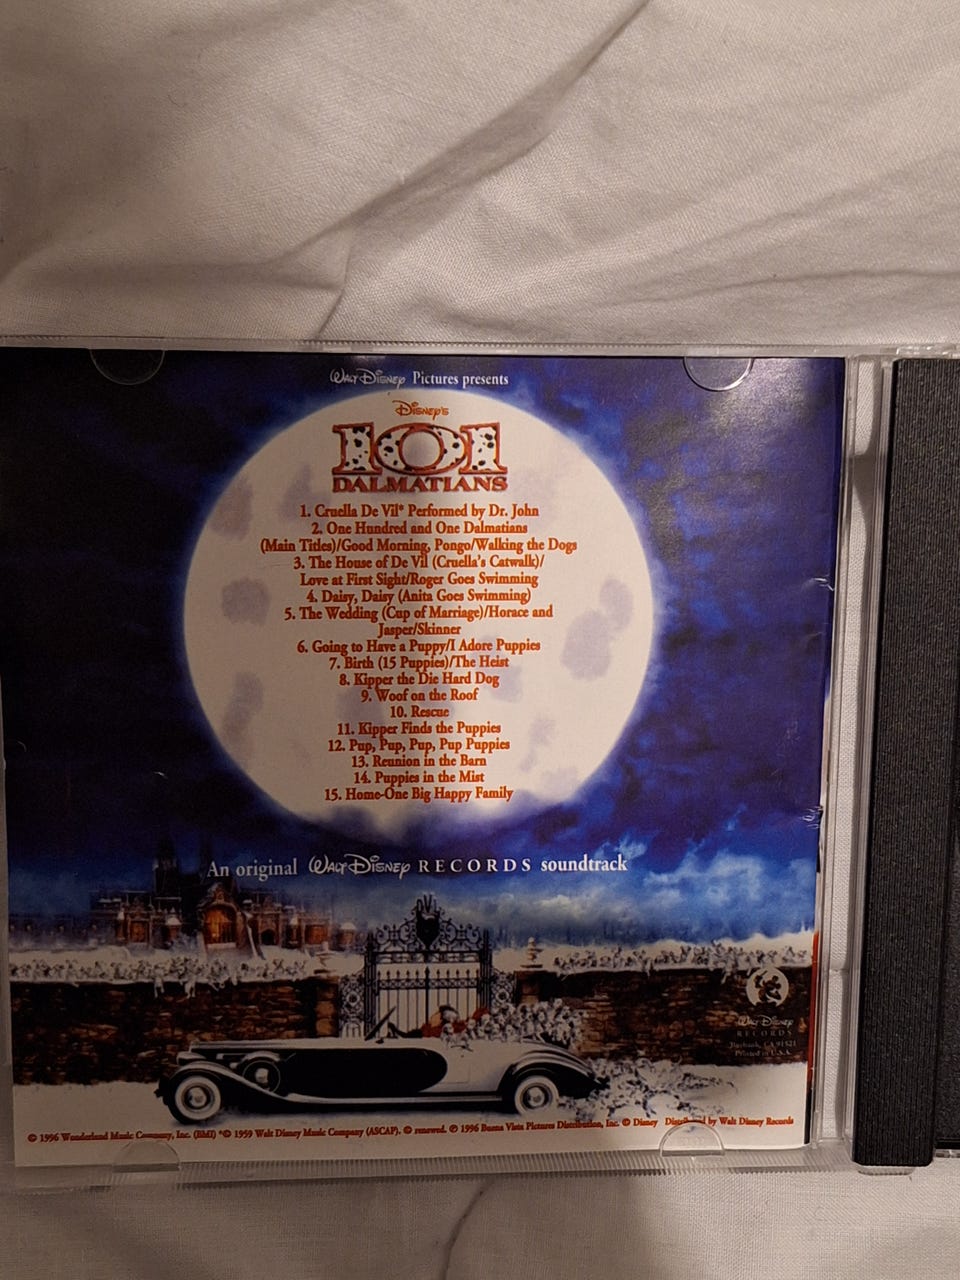 Walt Disney Pictures presents
Disney's
101
DALMATIANS
1. Cruella De Vil* Performed by Dr. John
2. One Hundred and One Dalmatians
(Main Titles)/Good Morning, Pongo/Walking the Dogs
3. The House of De Vil (Cruella's Catwalk)/
Love at First Sight/Roger Goes Swimming
4. Daisy, Daisy (Anita Goes Swimming)
5. The Wedding (Cup of Marriage)/Horace and
Jasper/Skinner
6. Going to Have a Puppy/I Adore Puppies
7. Birth (15 Puppies)/The Heist
8. Kipper the Die Hard Dog
9. Woof on the Roof
10. Rescue
11. Kipper Finds the Puppies
12. Pup, Pup, Pup, Pup Puppies
13. Reunion in the Barn
14. Puppies in the Mist
15. Home-One Big Happy Family
An original Walt Disney RECORDS soundtrack
Walt Disney
RECORDS
Burbank, CA 91521
Printed in U.S.A.
© 1996 Wonderland Music Company, Inc. (BMI) *© 1959 Walt Disney Music Company (ASCAP). © renewed. ℗ 1996 Buena Vista Pictures Distribution, Inc. © Disney Distributed by Walt Disney Records